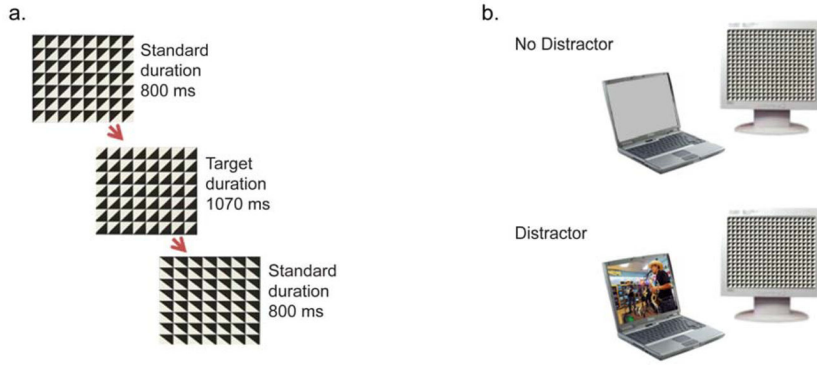 a.
Standard
duration
800 ms
Target
duration
1070 ms
Standard
duration
800 ms
b.
No Distractor
Distractor